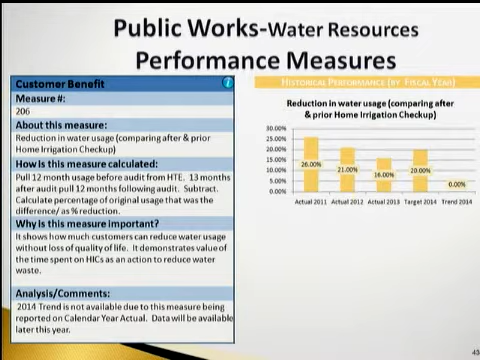 Public Works-Water Resources
Performance Measures
Customer Benefit
Measure #:
206
About this measure:
Reduction in water usage (comparing after & prior
Home Irrigation Checkup)
How is this measure calculated:
Pull 12 month usage before audit from HTE.  13 months
after audit pull 12 months following audit.  Subtract.
Calculate percentage of original usage that was the
difference/ as % reduction.
Why is this measure important?
It shows how much customers can reduce water usage
without loss of quality of life.  It demonstrates value of
the time spent on HICs as an action to reduce water
waste.
Analysis/Comments:
2014 Trend is not available due to this measure being
reported on Calendar Year Actual.  Data will be available
later this year.
Historical Performance (by Fiscal Year)
Reduction in water usage (comparing after
& prior Home Irrigation Checkup)
30.00%
25.00%
20.00%
15.00%
10.00%
5.00%
0.00%
26.00%
21.00%
16.00%
20.00%
0.00%
Actual 2011
Actual 2012
Actual 2013
Target 2014
Trend 2014
43